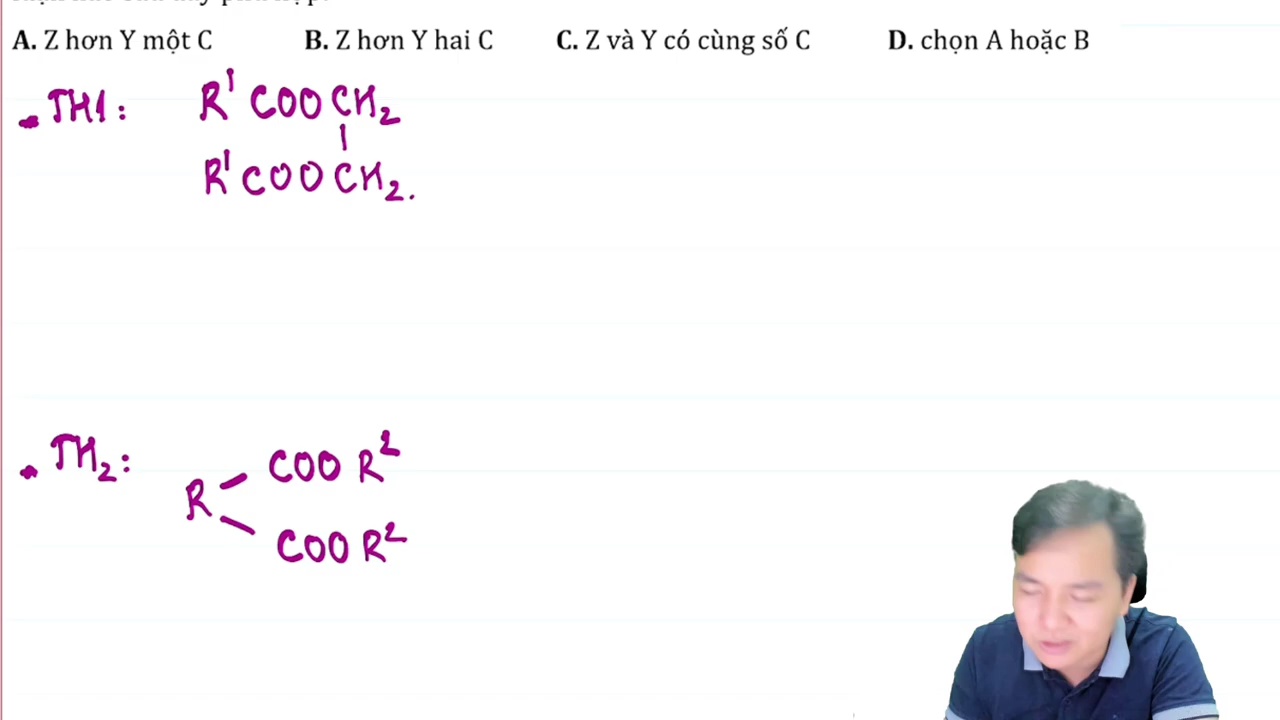 A. Z hơn Y một C B. Z hơn Y hai C C. Z và Y có cùng số C D. chọn A hoặc B
TH1: R¹COOCH₂
R¹COOCH₂.
TH₂: COOR²
R
COOR²